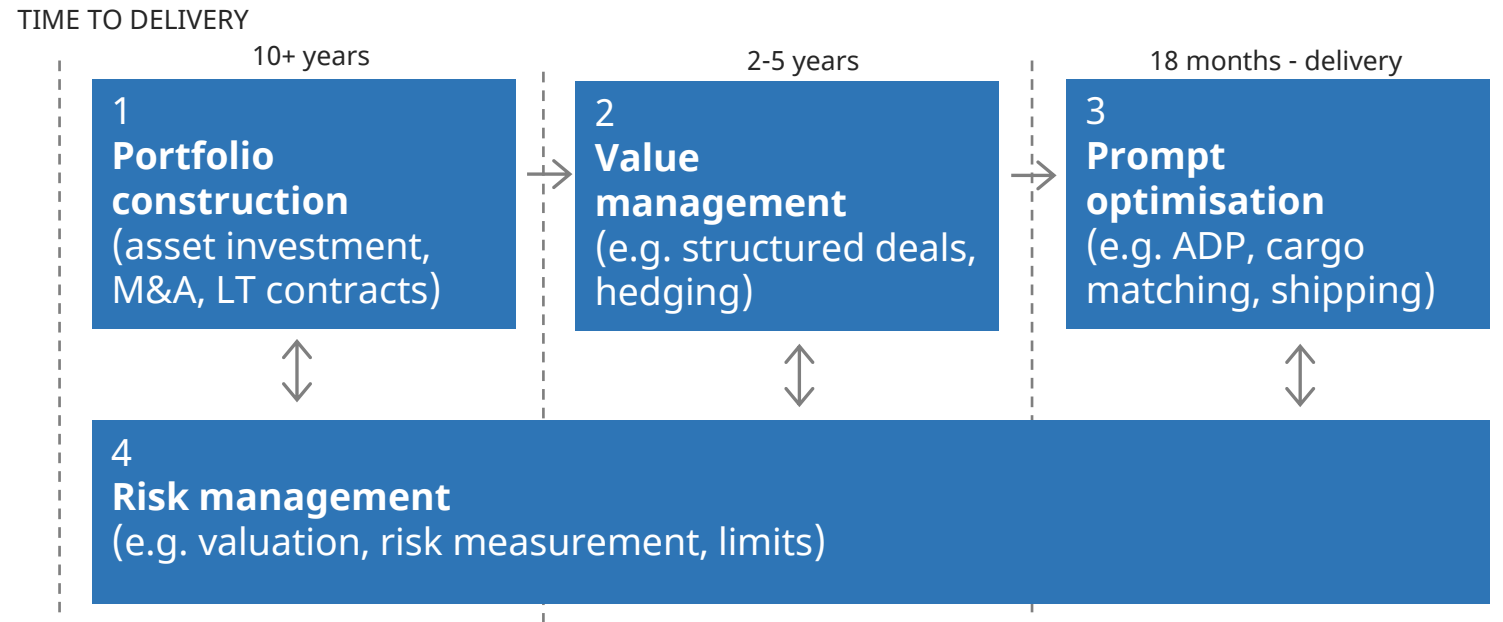 TIME TO DELIVERY
10+ years
2-5 years
18 months - delivery
1
Portfolio
construction
(asset investment,
M&A, LT contracts)
2
Value
management
(e.g. structured deals,
hedging)
3
Prompt
optimisation
(e.g. ADP, cargo
matching, shipping)
4
Risk management
(e.g. valuation, risk measurement, limits)